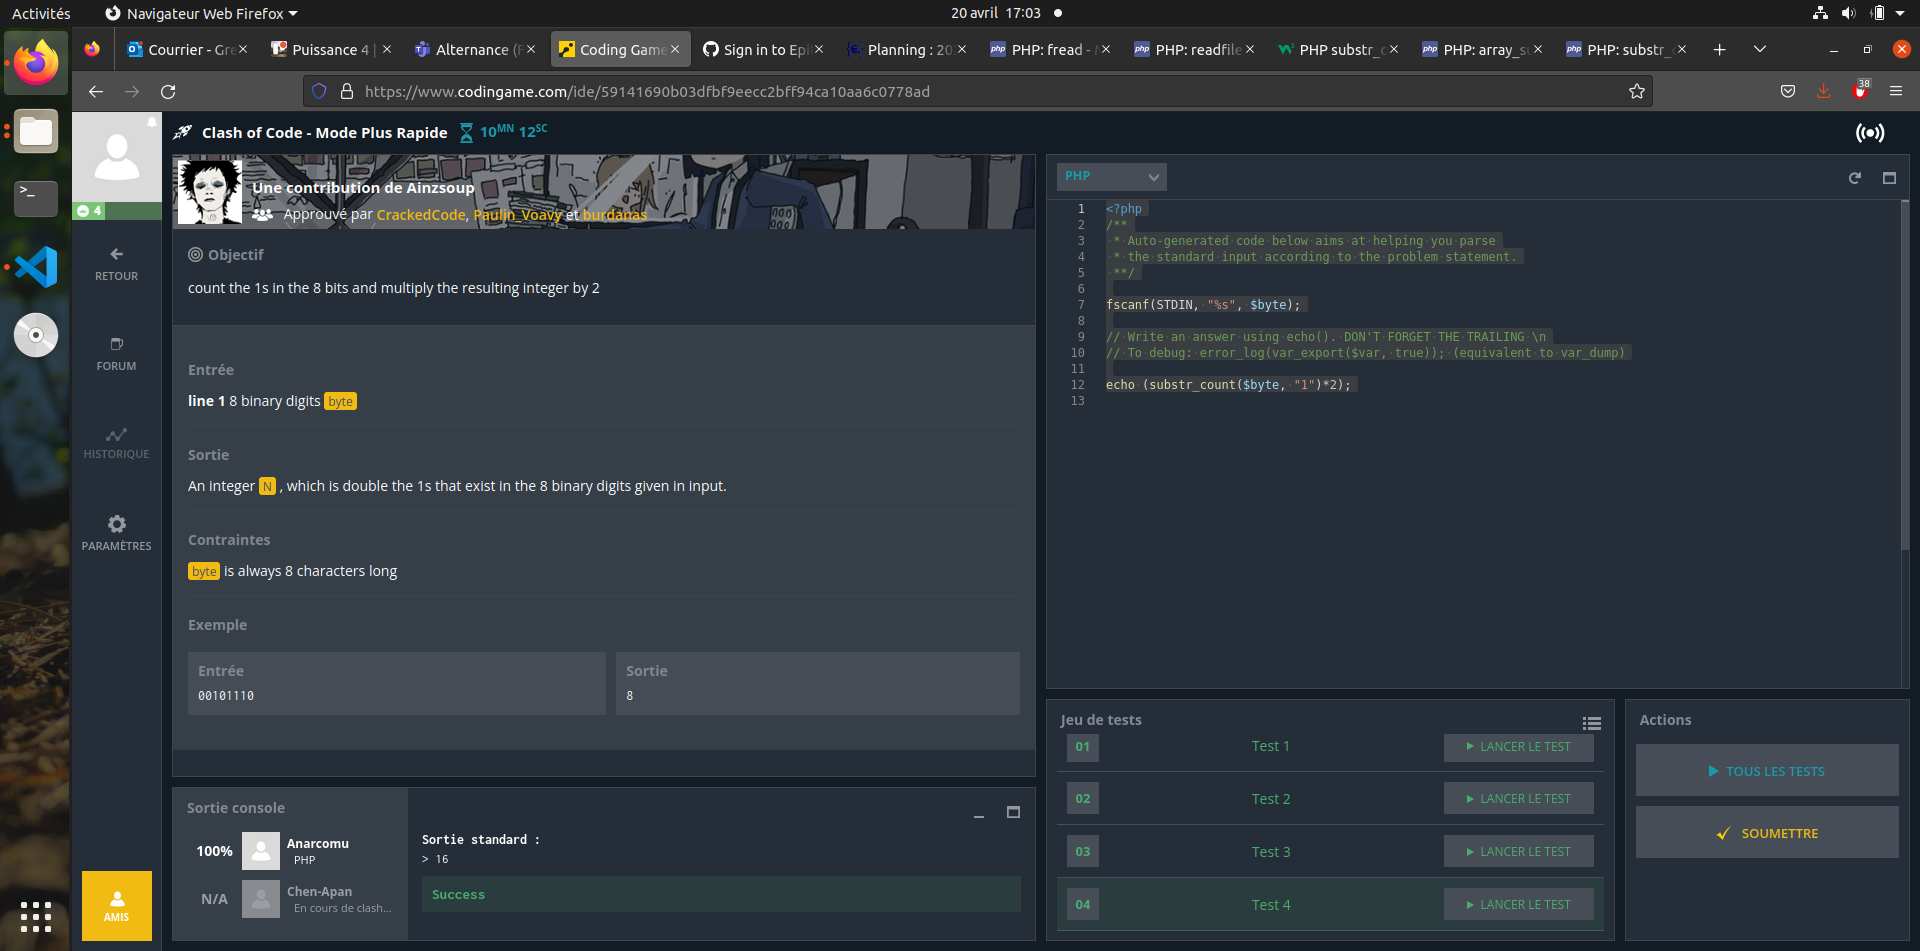 Activités
Navigateur Web Firefox
20 avril 17:03
Courrier - Gre
Puissance 4 |
Alternance (F
Coding Game
Sign in to Epi
Planning : 20
PHP: fread - M
PHP: readfile
PHP substr_c
PHP: array_su
PHP: substr_c
https://www.codingame.com/ide/59141690b03dfbf9eecc2bff94ca10aa6c0778ad
38
4
RETOUR
FORUM
HISTORIQUE
PARAMÈTRES
AMIS
Clash of Code - Mode Plus Rapide
10MN 12SC
Une contribution de Ainzsoup
Approuvé par CrackedCode, Paulin_Voavy et burdanas
Objectif
count the 1s in the 8 bits and multiply the resulting integer by 2
Entrée
line 1 8 binary digits byte
Sortie
An integer N , which is double the 1s that exist in the 8 binary digits given in input.
Contraintes
byte is always 8 characters long
Exemple
Entrée
00101110
Sortie
8
Sortie console
100%
Anarcomu
PHP
N/A
Chen-Apan
En cours de clash...
Sortie standard :
> 16
Success
PHP
1 <?php
2 /**
3 * Auto-generated code below aims at helping you parse
4 * the standard input according to the problem statement.
5 **/
6
7 fscanf(STDIN, "%s", $byte);
8
9 // Write an answer using echo(). DON'T FORGET THE TRAILING \n
10 // To debug: error_log(var_export($var, true)); (equivalent to var_dump)
11
12 echo (substr_count($byte, "1")*2);
13
Jeu de tests
01 Test 1 LANCER LE TEST
02 Test 2 LANCER LE TEST
03 Test 3 LANCER LE TEST
04 Test 4 LANCER LE TEST
Actions
TOUS LES TESTS
SOUMETTRE